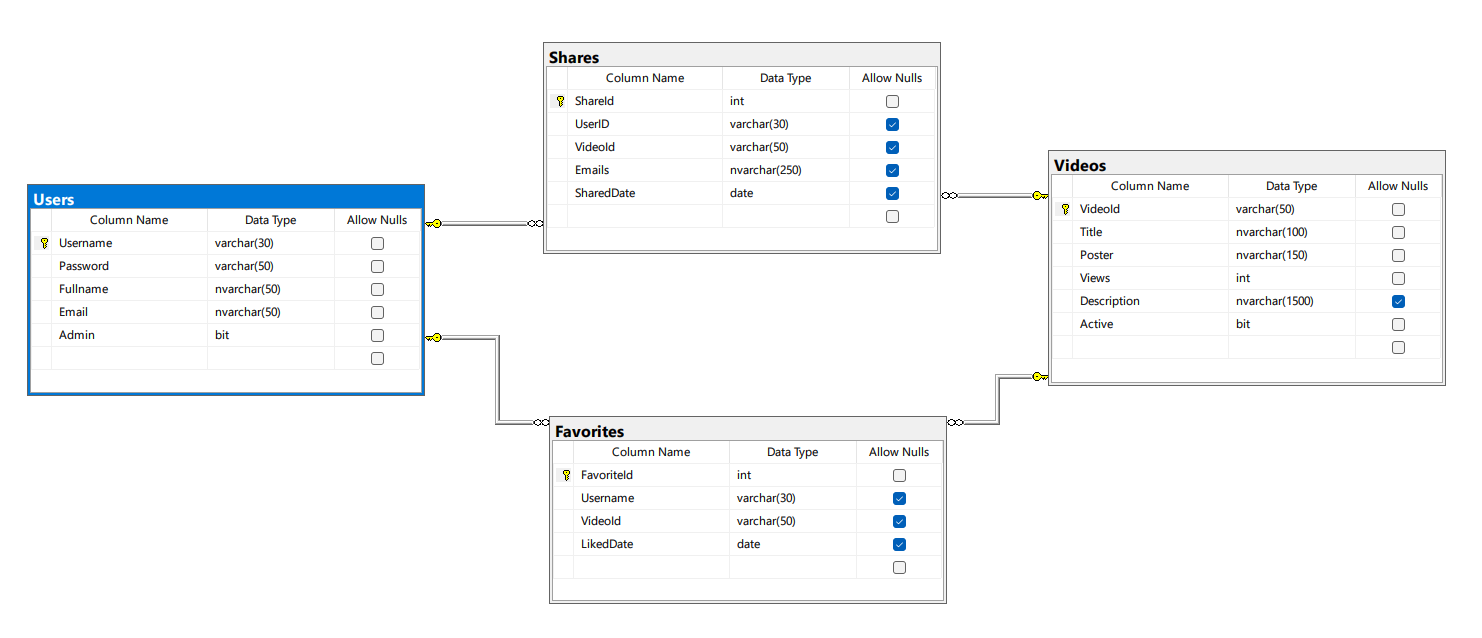 Shares
Column Name Data Type Allow Nulls
ShareId int
UserID varchar(30)
VideoId varchar(50)
Emails nvarchar(250)
SharedDate date
Videos
Column Name Data Type Allow Nulls
VideoId varchar(50)
Title nvarchar(100)
Poster nvarchar(150)
Views int
Description nvarchar(1500)
Active bit
Users
Column Name Data Type Allow Nulls
Username varchar(30)
Password varchar(50)
Fullname nvarchar(50)
Email nvarchar(50)
Admin bit
Favorites
Column Name Data Type Allow Nulls
FavoriteId int
Username varchar(30)
VideoId varchar(50)
LikedDate date